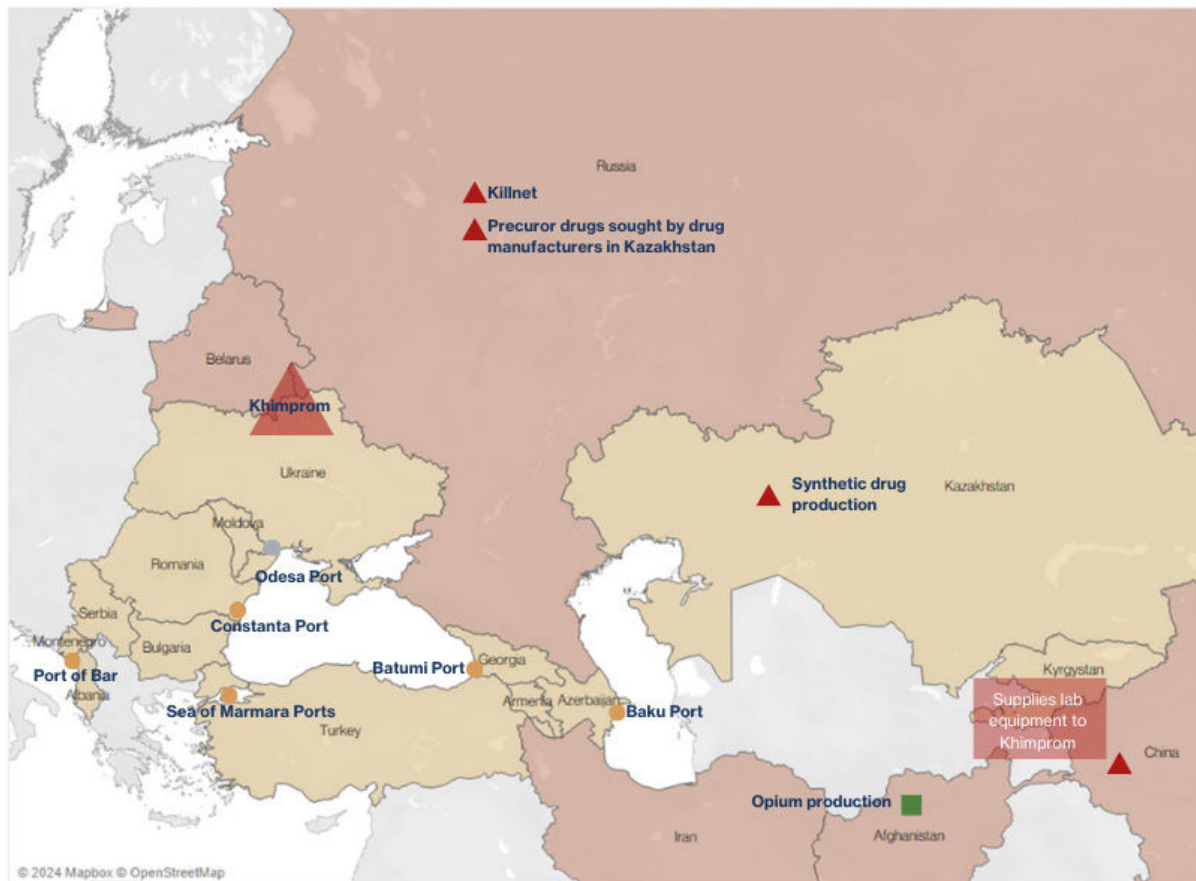 Russia
Killnet
Precuror drugs sought by drug
manufacturers in Kazakhstan
Belarus
Khimprom
Ukraine
Synthetic drug
production
Kazakhstan
Moldova
Odesa Port
Romania
Constanta Port
Serbia
Bulgaria
Montenegro
Port of Bar
Albania
Batumi Port
Georgia
Kyrgystan
Armenia
Azerbaijan
Sea of Marmara Ports
Baku Port
Turkey
Supplies lab
equipment to
Khimprom
China
Opium production
Iran
Afghanistan
© 2024 Mapbox © OpenStreetMap